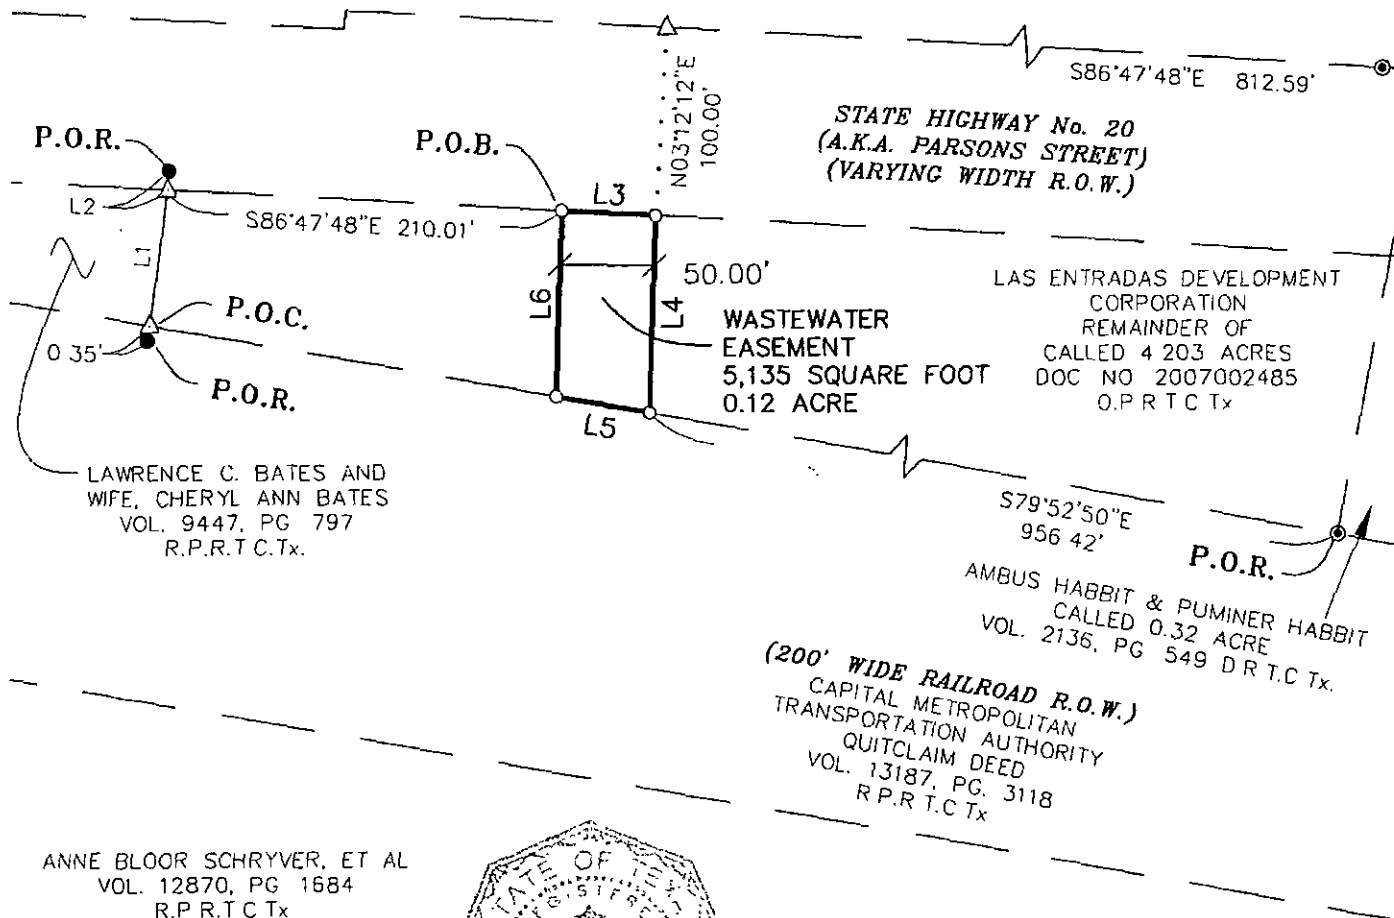 S86°47'48"E 812.59'
N03°12'12"E
100.00'
STATE HIGHWAY No. 20
(A.K.A. PARSONS STREET)
(VARYING WIDTH R.O.W.)
P.O.R.
P.O.B.
L2
S86°47'48"E 210.01'
L3
L1
50.00'
L6
L4
P.O.C.
0 35'
P.O.R.
WASTEWATER
EASEMENT
5,135 SQUARE FOOT
0.12 ACRE
LAS ENTRADAS DEVELOPMENT
CORPORATION
REMAINDER OF
CALLED 4 203 ACRES
DOC NO 2007002485
O.P R T C Tx
L5
LAWRENCE C. BATES AND
WIFE, CHERYL ANN BATES
VOL. 9447, PG 797
R.P.R.T C.Tx.
S79°52'50"E
956 42'
P.O.R.
AMBUS HABBIT & PUMINER HABBIT
CALLED 0.32 ACRE
VOL. 2136, PG 549 D R T.C Tx.
(200' WIDE RAILROAD R.O.W.)
CAPITAL METROPOLITAN
TRANSPORTATION AUTHORITY
QUITCLAIM DEED
VOL. 13187, PG. 3118
R P.R T.C Tx
ANNE BLOOR SCHRYVER, ET AL
VOL. 12870, PG 1684
R.P R.T C Tx
STATE OF TEX
GISTERE